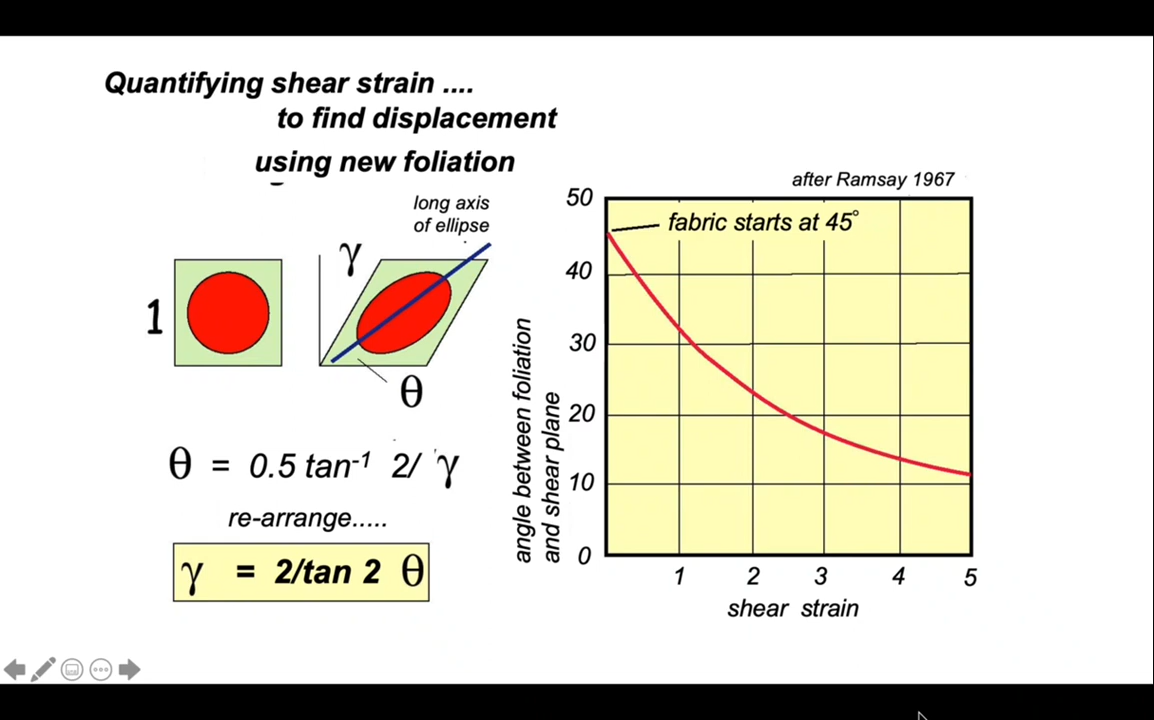 Quantifying shear strain ....
to find displacement
using new foliation
after Ramsay 1967
long axis
of ellipse
γ
1
θ
θ = 0.5 tan-1 2/ γ
re-arrange.....
γ = 2/tan 2 θ
fabric starts at 45°
50
40
30
20
10
0
angle between foliation
and shear plane
1 2 3 4 5
shear strain